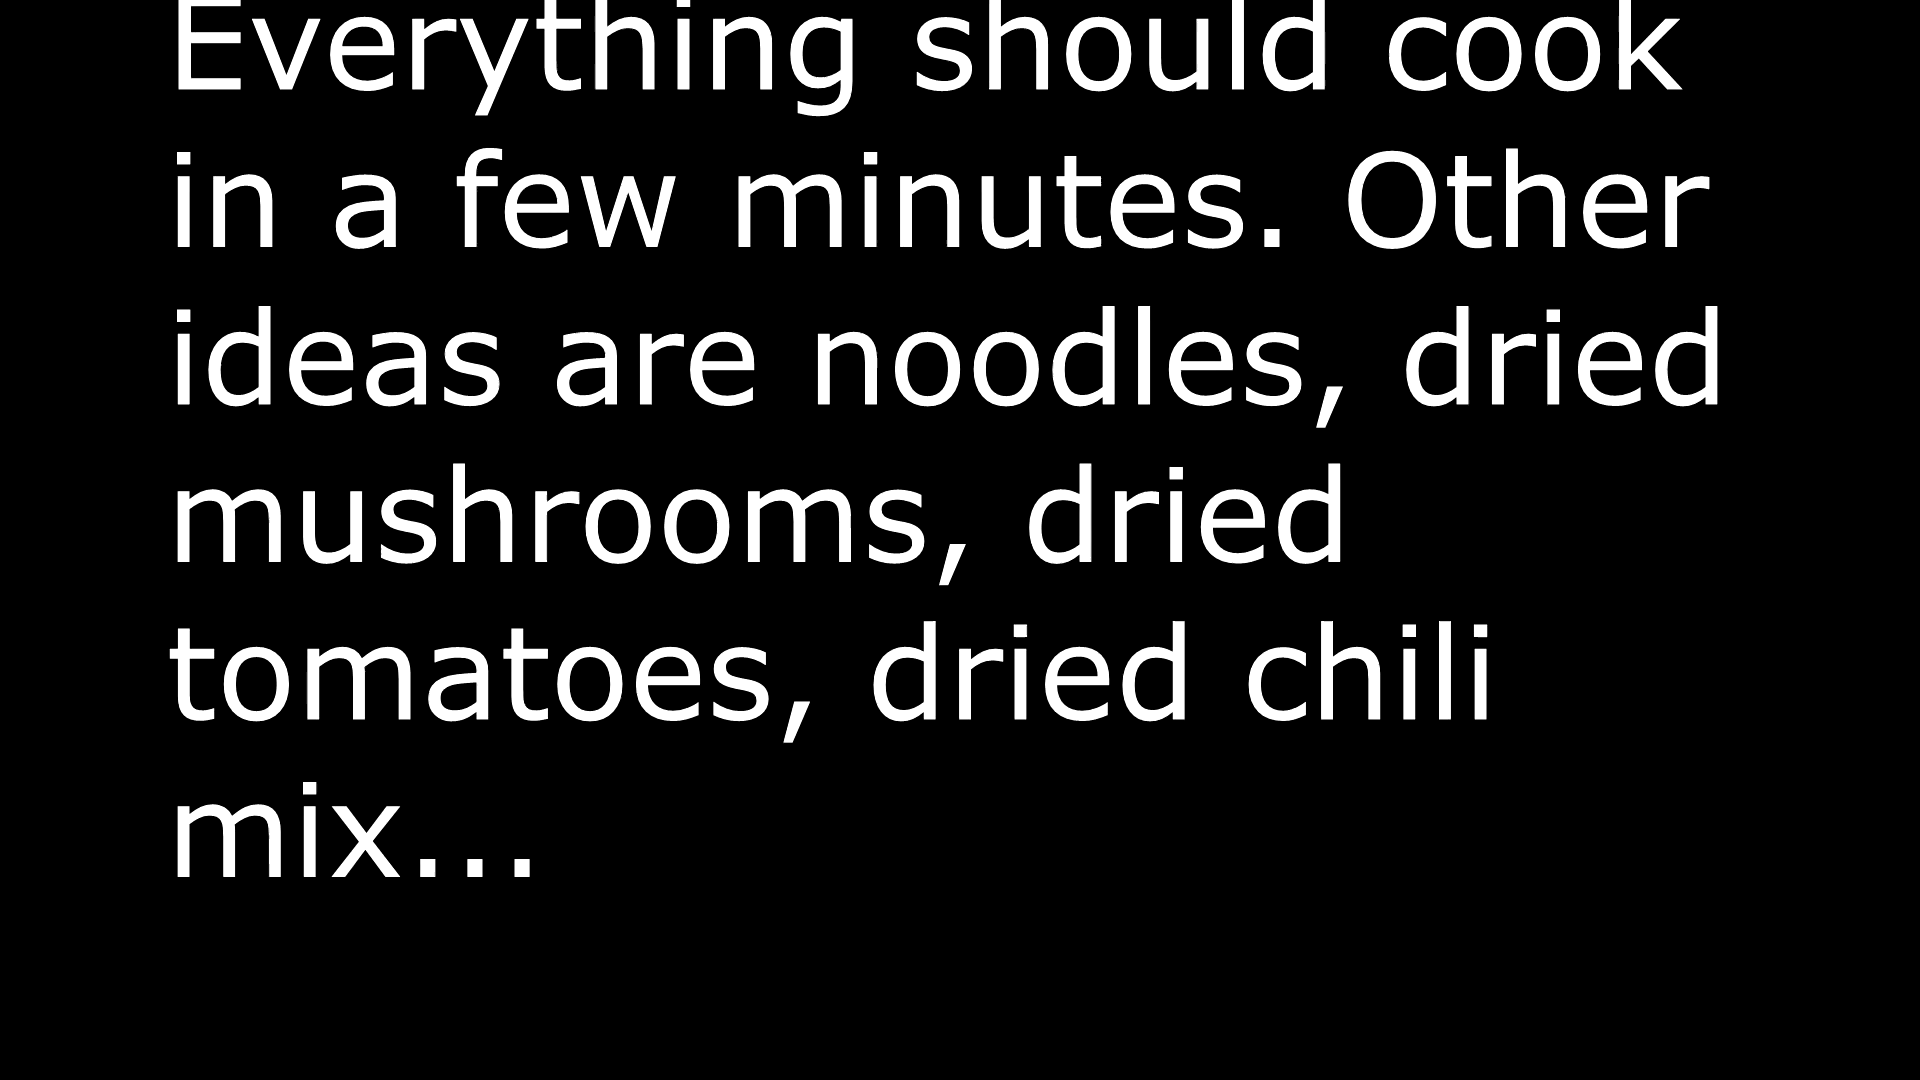 Everything should cook
in a few minutes. Other
ideas are noodles, dried
mushrooms, dried
tomatoes, dried chili
mix...